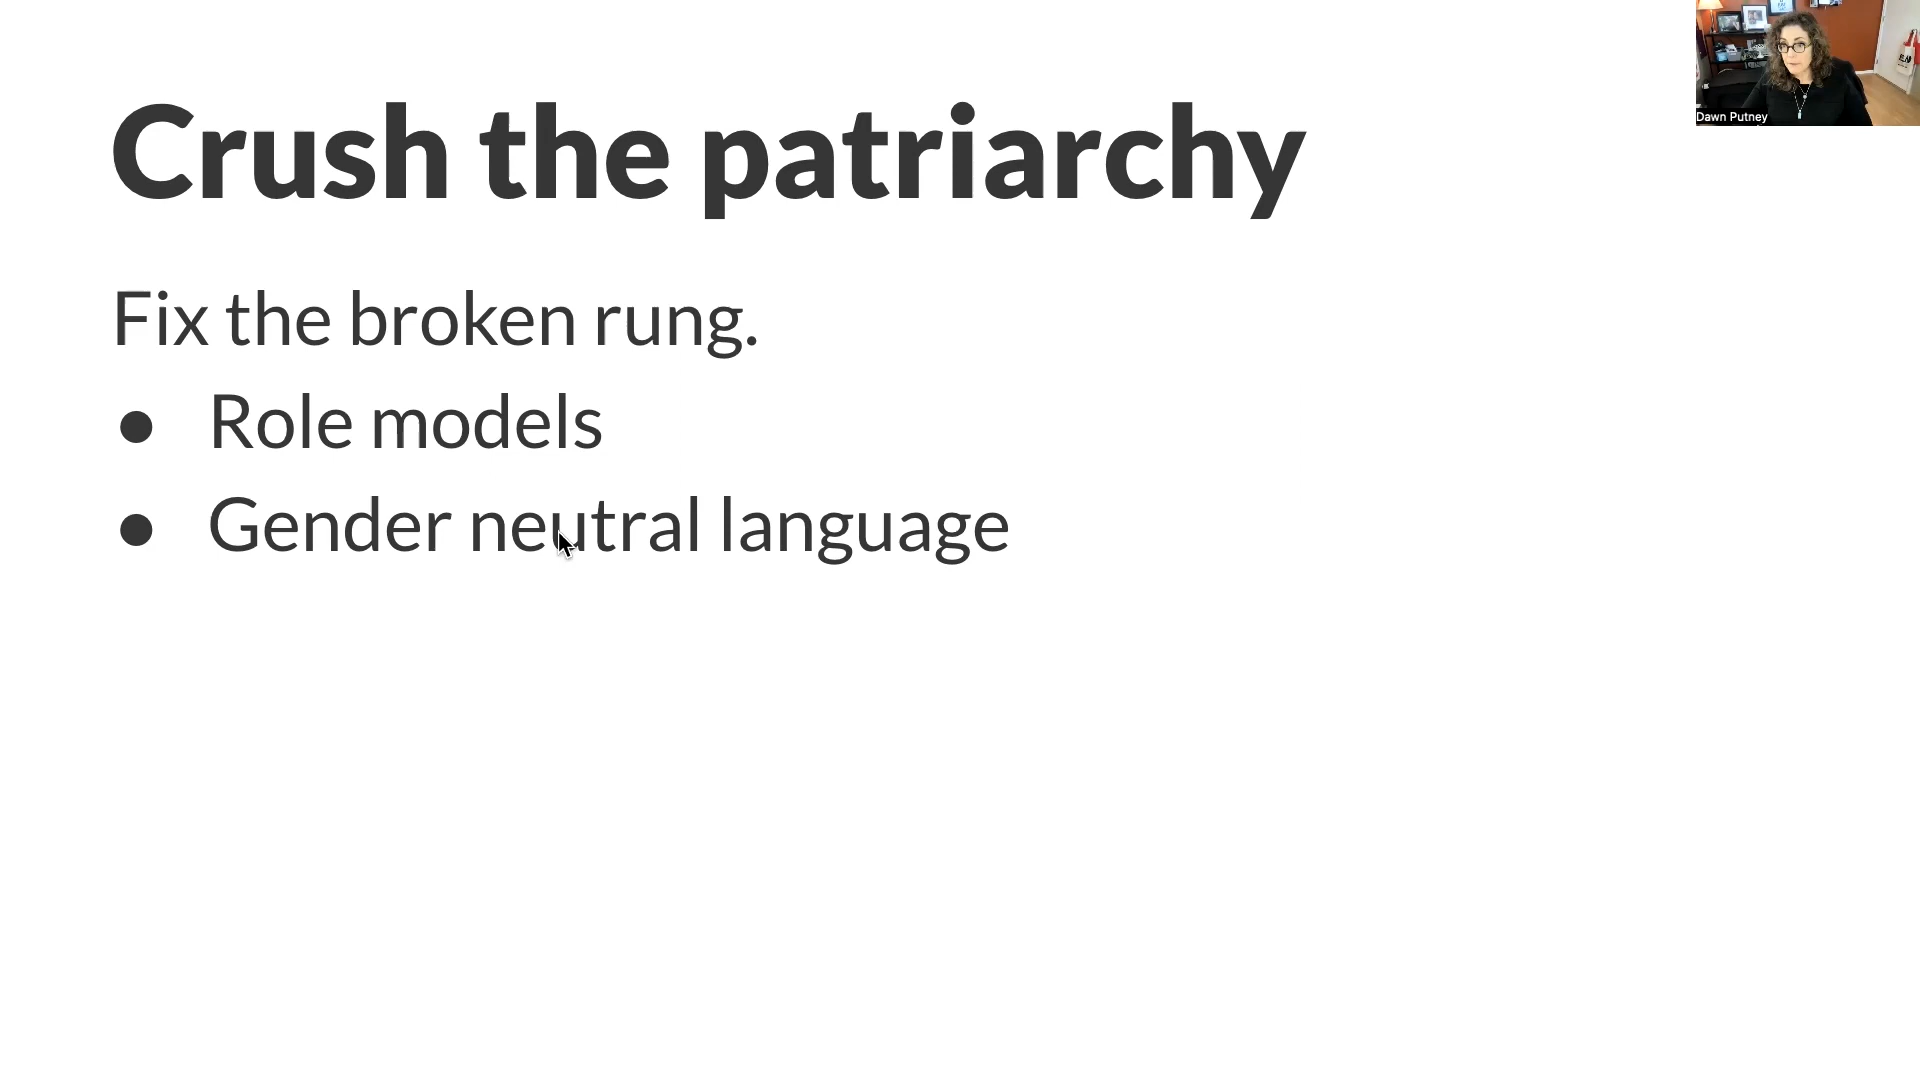 Crush the patriarchy
Fix the broken rung.
● Role models
● Gender neutral language
Dawn Putney